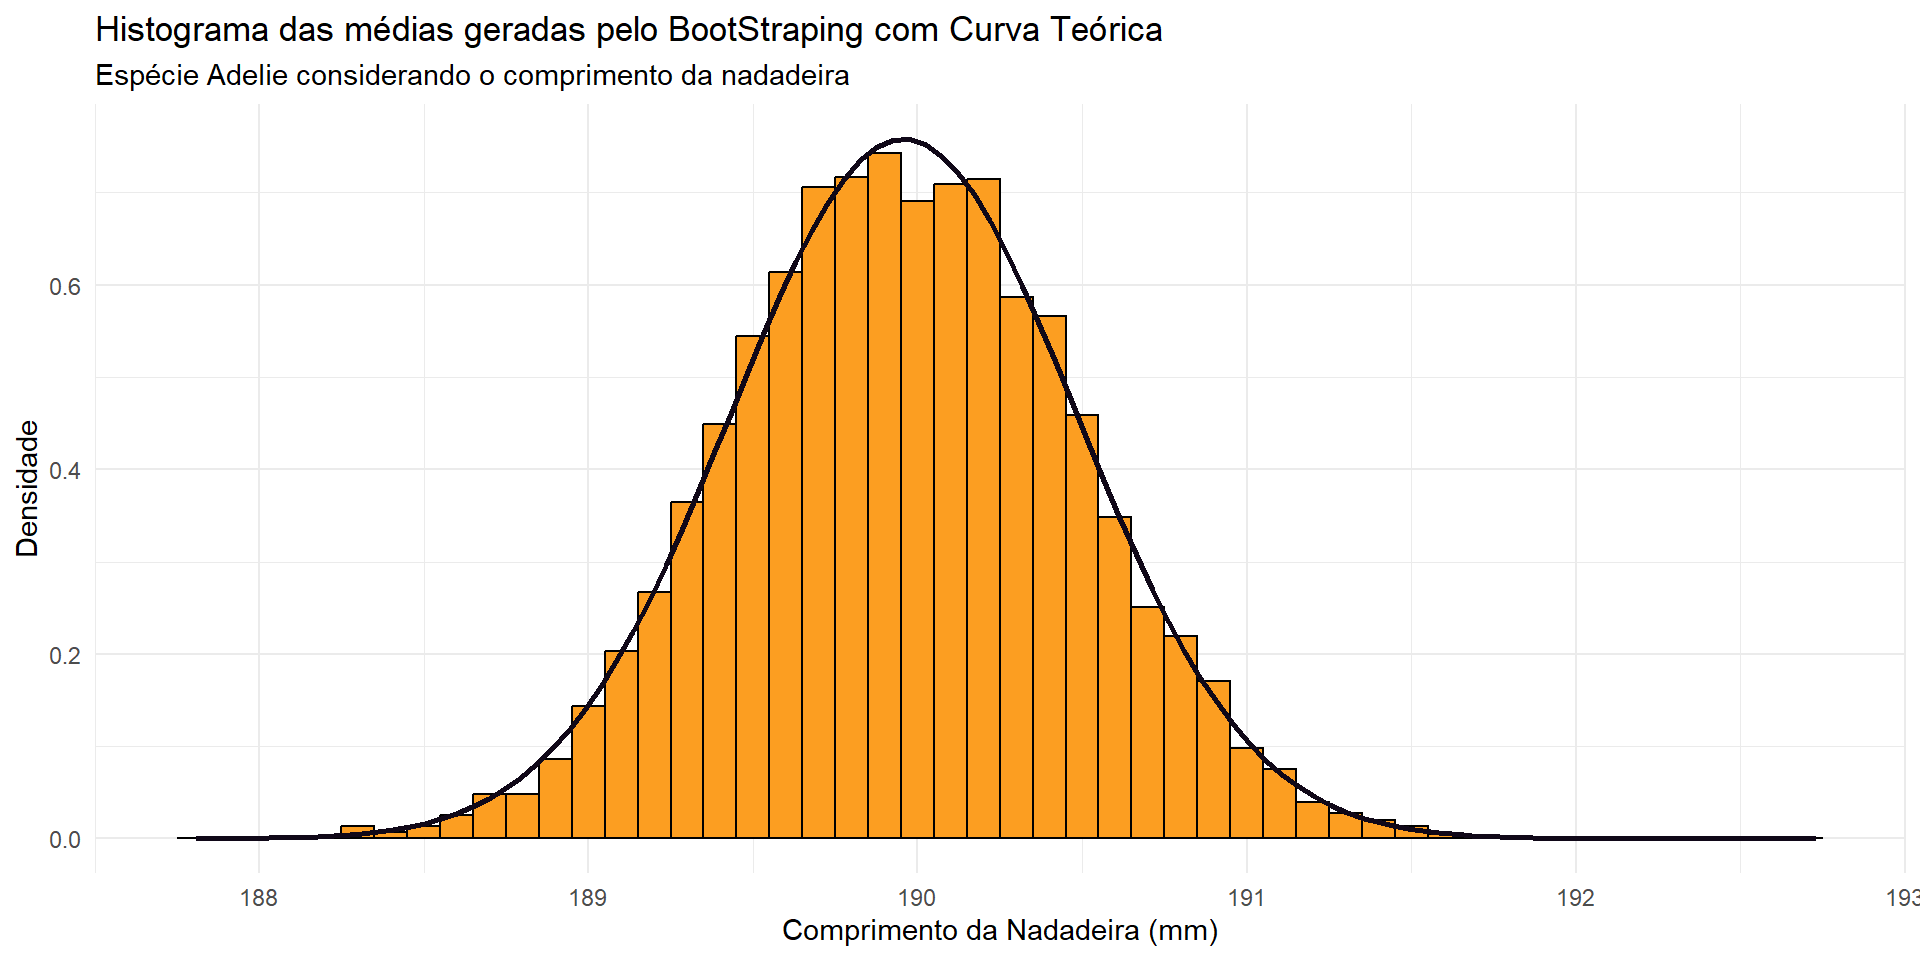 Histograma das médias geradas pelo BootStraping com Curva Teórica
Espécie Adelie considerando o comprimento da nadadeira
Densidade
0.6
0.4
0.2
0.0
188 189 190 191 192 193
Comprimento da Nadadeira (mm)